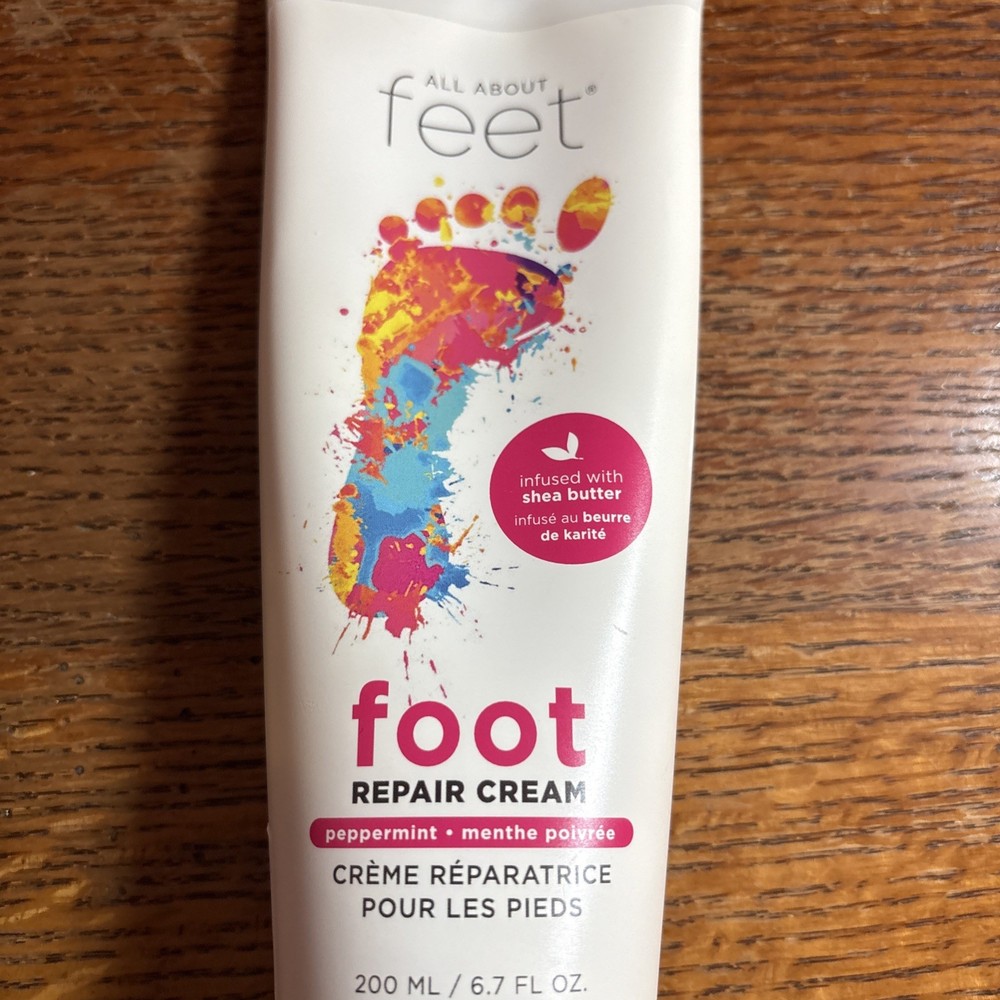 ALL ABOUT
feet®
infused with
shea butter
infusé au beurre
de karité
foot
REPAIR CREAM
peppermint • menthe poivrée
CRÈME RÉPARATRICE
POUR LES PIEDS
200 ML / 6.7 FL OZ.